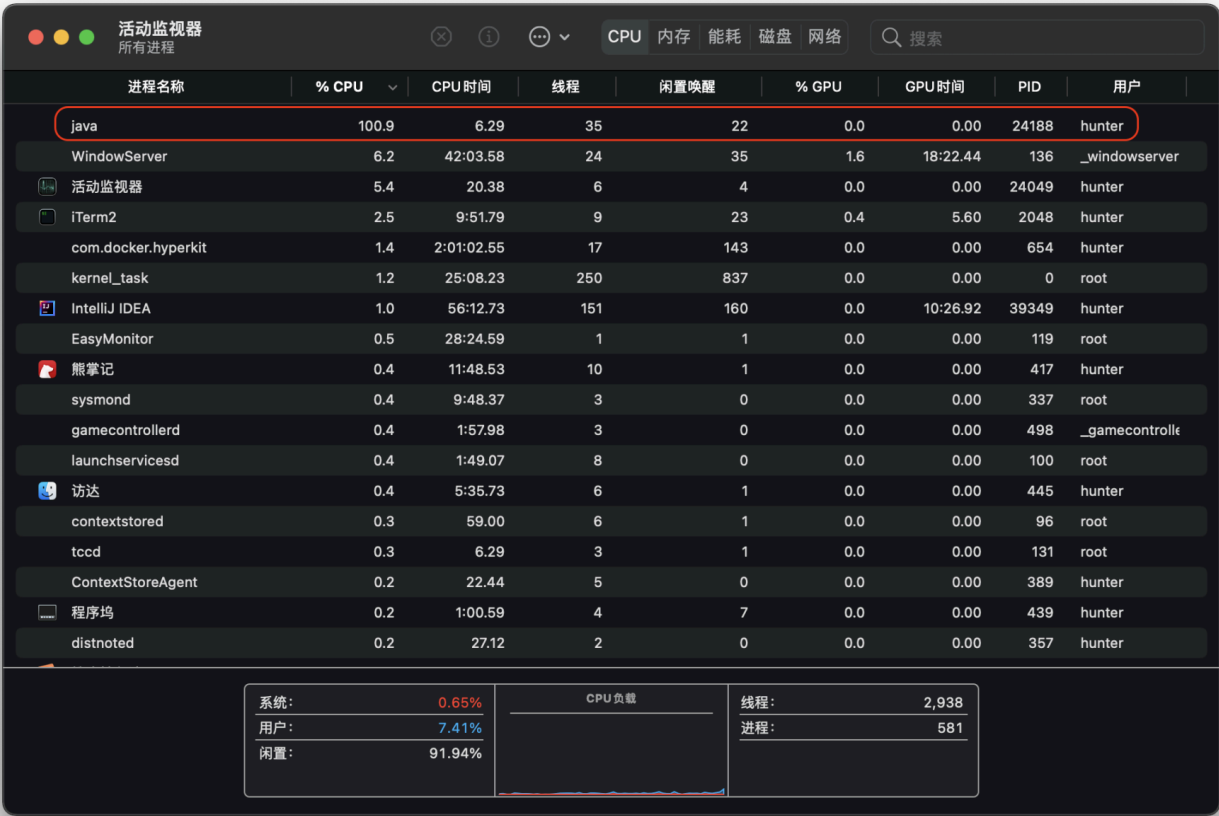 活动监视器
所有进程
CPU 内存 能耗 磁盘 网络 搜索
进程名称 % CPU CPU 时间 线程 闲置唤醒 % GPU GPU 时间 PID 用户
java 100.9 6.29 35 22 0.0 0.00 24188 hunter
WindowServer 6.2 42:03.58 24 35 1.6 18:22.44 136 _windowserver
活动监视器 5.4 20.38 6 4 0.0 0.00 24049 hunter
iTerm2 2.5 9:51.79 9 23 0.4 5.60 2048 hunter
com.docker.hyperkit 1.4 2:01:02.55 17 143 0.0 0.00 654 hunter
kernel_task 1.2 25:08.23 250 837 0.0 0.00 0 root
IntelliJ IDEA 1.0 56:12.73 151 160 0.0 10:26.92 39349 hunter
EasyMonitor 0.5 28:24.59 1 1 0.0 0.00 119 root
熊掌记 0.4 11:48.53 10 1 0.0 0.00 417 hunter
sysmond 0.4 9:48.37 3 0 0.0 0.00 337 root
gamecontrollerd 0.4 1:57.98 3 0 0.0 0.00 498 _gamecontrolle
launchservicesd 0.4 1:49.07 8 0 0.0 0.00 100 root
访达 0.4 5:35.73 6 1 0.0 0.00 445 hunter
contextstored 0.3 59.00 6 1 0.0 0.00 96 root
tccd 0.3 6.29 3 1 0.0 0.00 131 root
ContextStoreAgent 0.2 22.44 5 0 0.0 0.00 389 hunter
程序坞 0.2 1:00.59 4 7 0.0 0.00 439 hunter
distnoted 0.2 27.12 2 0 0.0 0.00 357 hunter
系统: 0.65% CPU 负载 线程: 2,938
用户: 7.41% 进程: 581
闲置: 91.94%